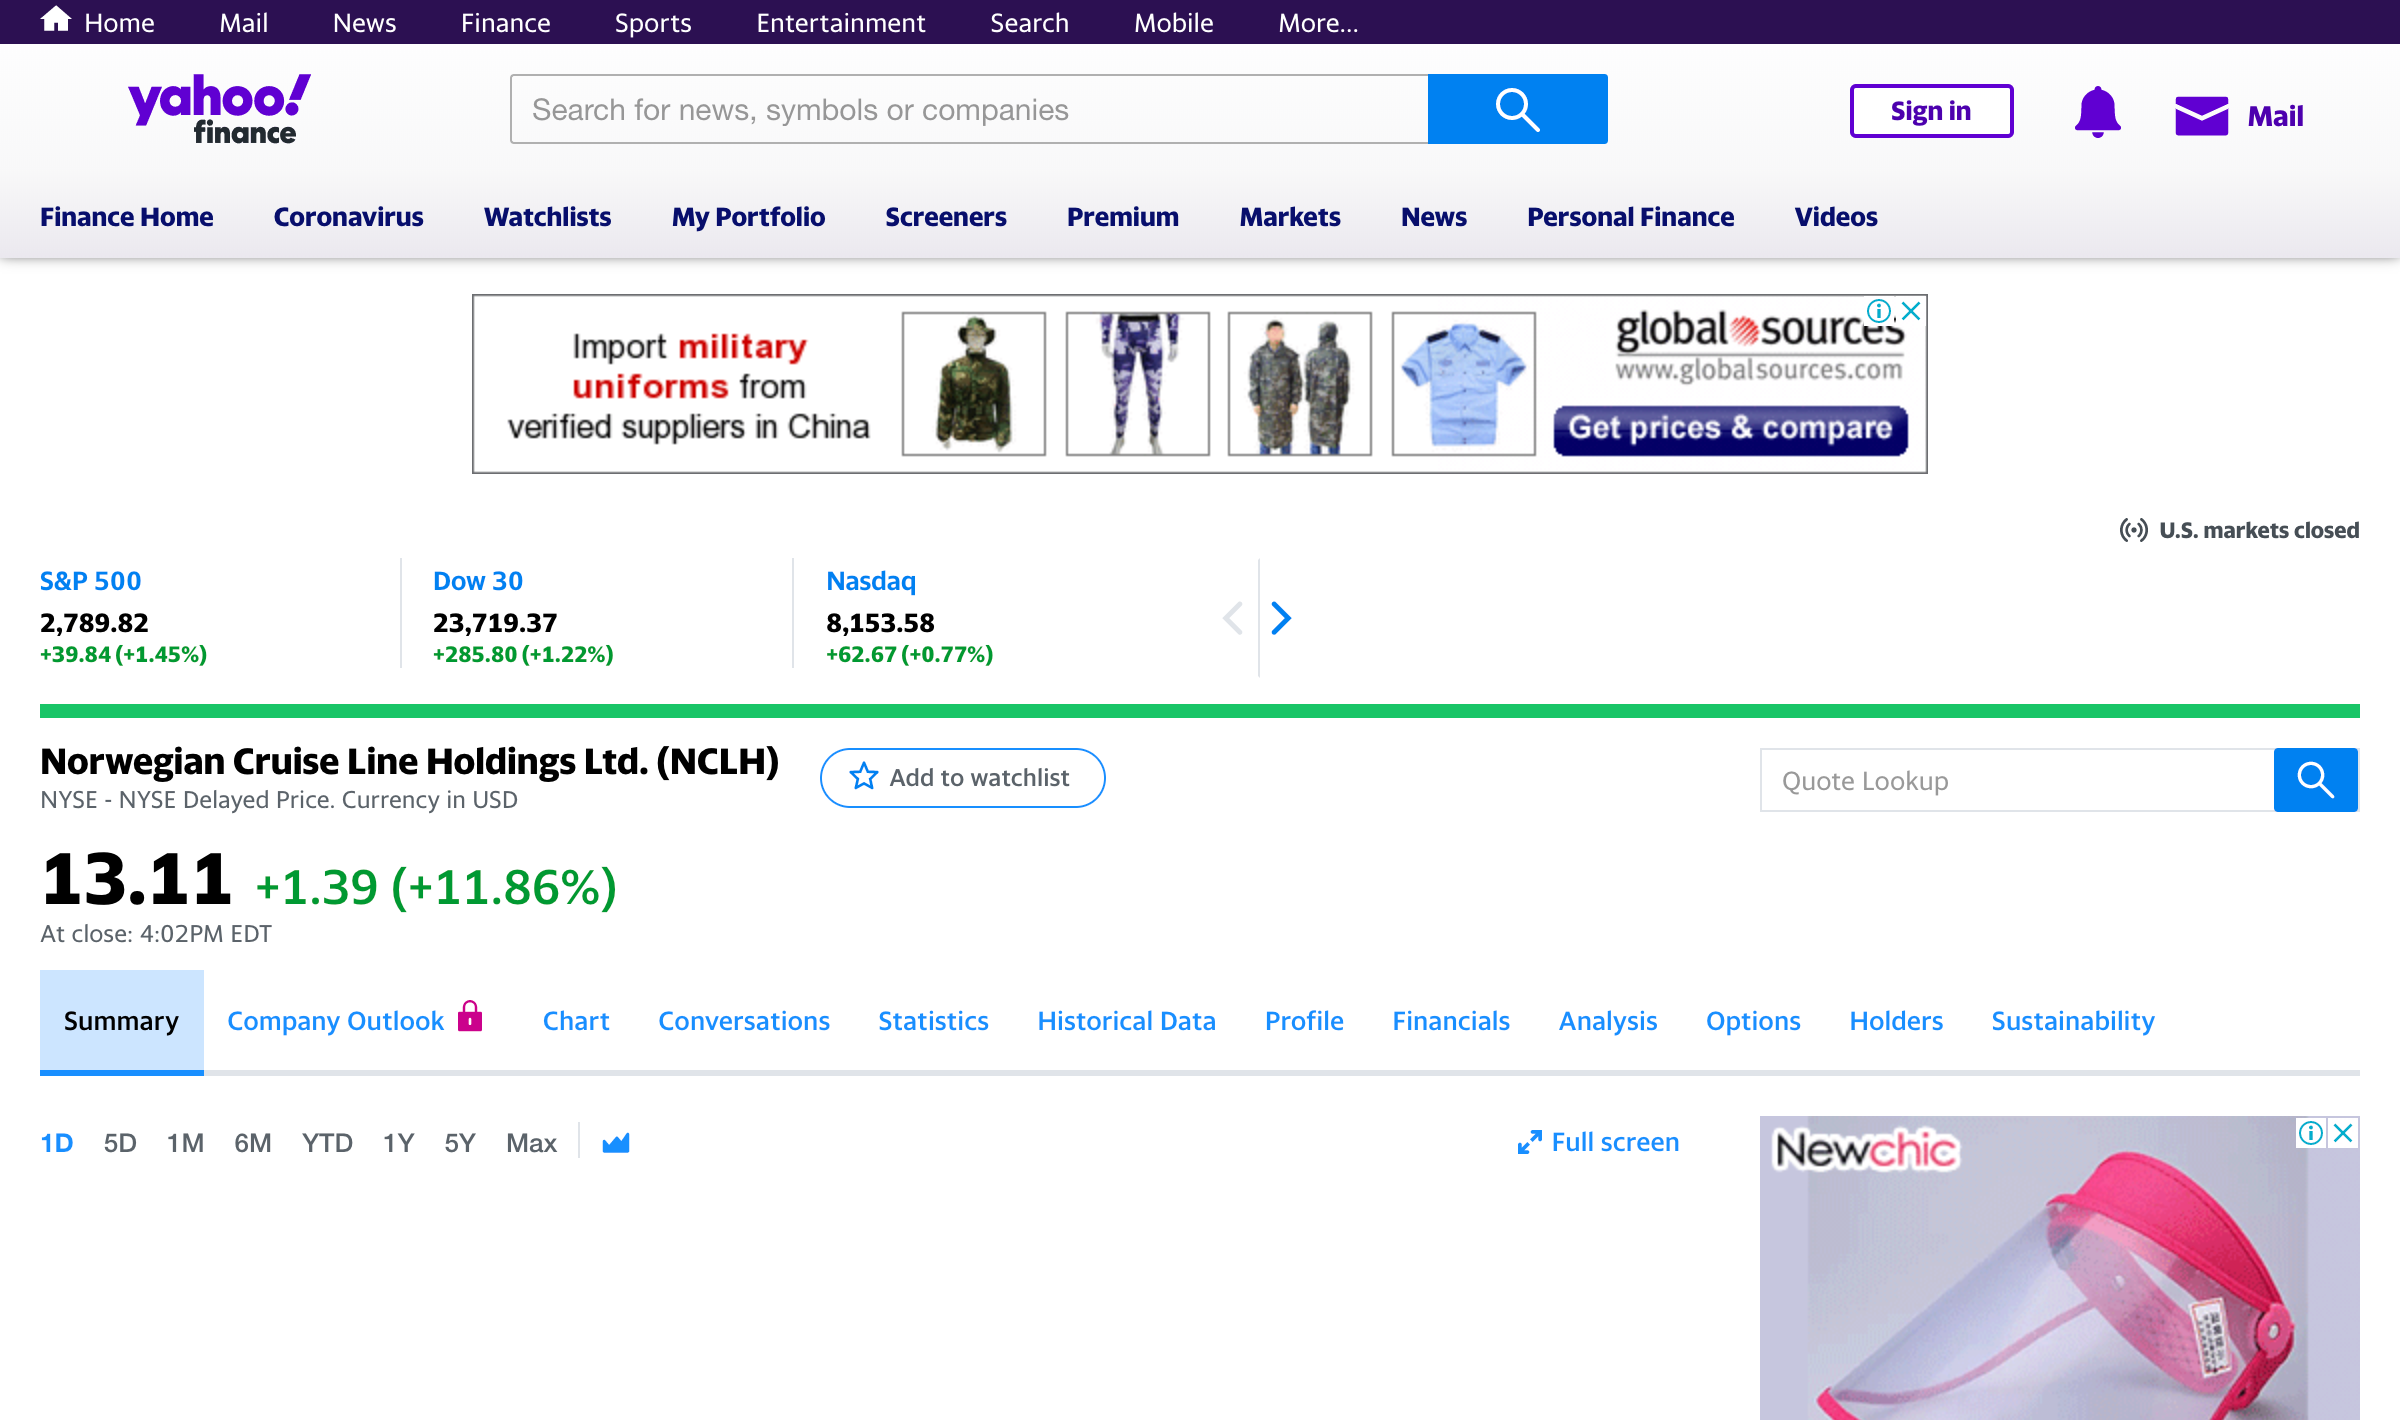 Home Mail News Finance Sports Entertainment Search Mobile More...
yahoo!
finance
Search for news, symbols or companies
Sign in
Mail
Finance Home Coronavirus Watchlists My Portfolio Screeners Premium Markets News Personal Finance Videos
Import military
uniforms from
verified suppliers in China
global sources
www.globalsources.com
Get prices & compare
U.S. markets closed
S&P 500
2,789.82
+39.84 (+1.45%)
Dow 30
23,719.37
+285.80 (+1.22%)
Nasdaq
8,153.58
+62.67 (+0.77%)
Norwegian Cruise Line Holdings Ltd. (NCLH)
NYSE - NYSE Delayed Price. Currency in USD
Add to watchlist
Quote Lookup
13.11 +1.39 (+11.86%)
At close: 4:02PM EDT
Summary Company Outlook Chart Conversations Statistics Historical Data Profile Financials Analysis Options Holders Sustainability
1D 5D 1M 6M YTD 1Y 5Y Max
Full screen
Newchic